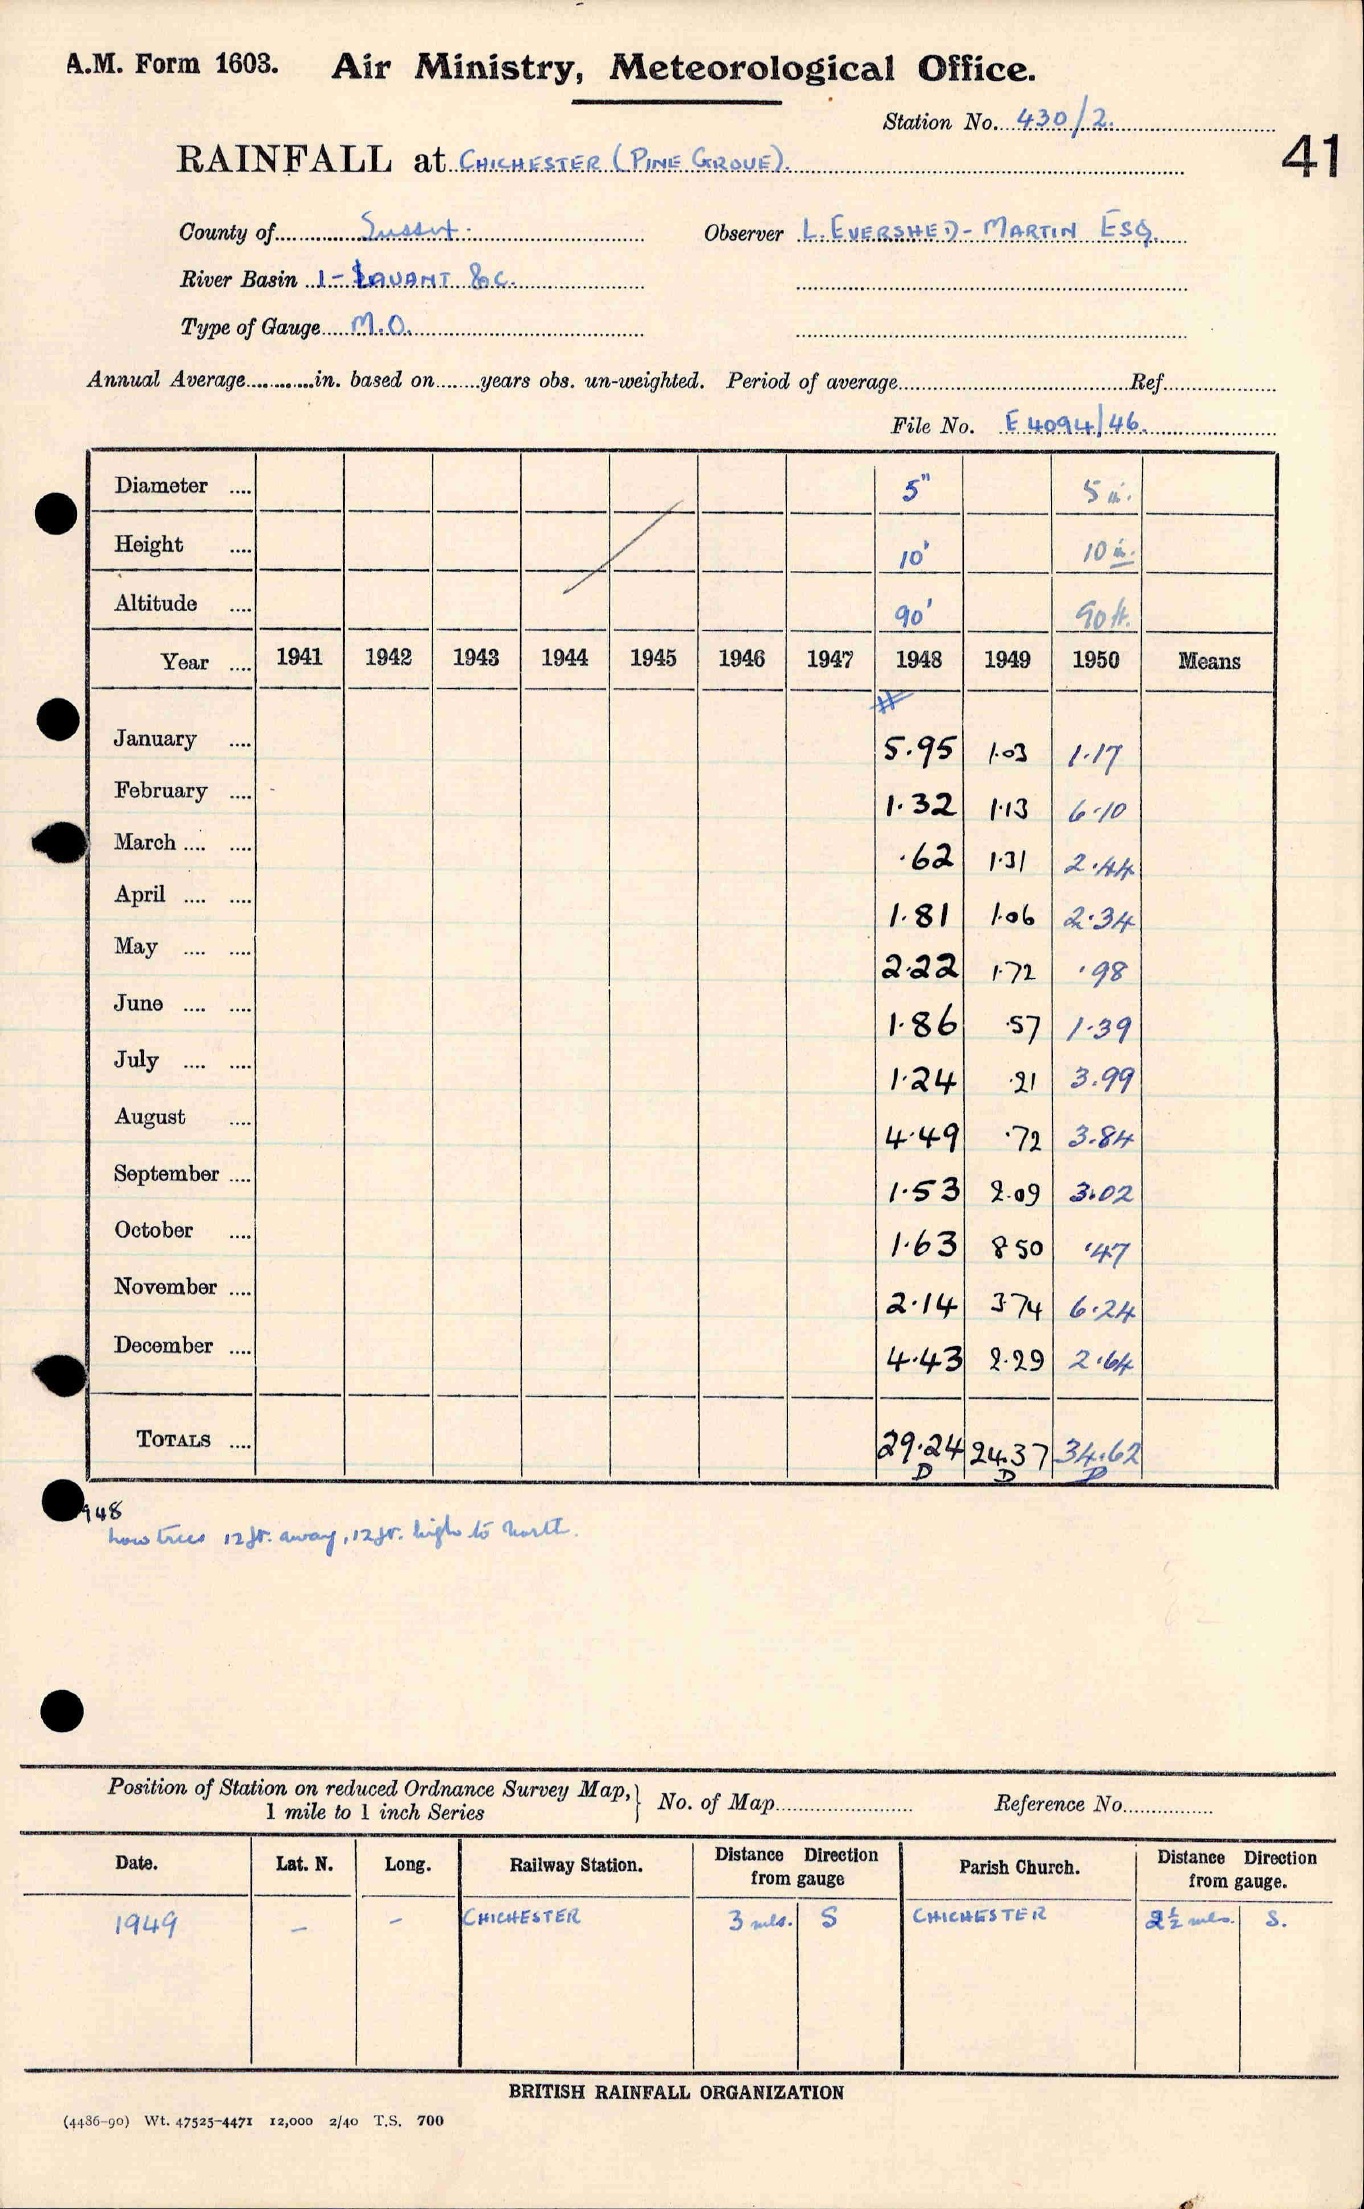 A.M. Form 1603. Air Ministry, Meteorological Office.
Station No. 430/2.
41
RAINFALL at CHICHESTER (PINE GROVE).
County of Sussex. Observer L. EVERSHED-MARTIN ESQ.
River Basin 1-LAVANT &C.
Type of Gauge M.O.
Annual Average............in. based on........years obs. un-weighted. Period of average.......... Ref..........
File No. E4094/46.
Diameter .... 5" 5 in.
Height .... 10' 10 in.
Altitude .... 90' 90 ft.
Year .... 1941 1942 1943 1944 1945 1946 1947 1948 1949 1950 Means
#
January .... 5.95 1.03 1.17
February .... 1.32 1.13 6.10
March .... .... .62 1.31 2.44
April .... .... 1.81 1.06 2.34
May .... .... 2.22 1.72 .98
June .... .... 1.86 .57 1.39
July .... .... 1.24 .21 3.99
August .... 4.49 .72 3.84
September .... 1.53 2.09 3.02
October .... 1.63 8.50 .47
November .... 2.14 3.74 6.24
December .... 4.43 2.29 2.64
TOTALS .... 29.24 24.37 34.62
D D D
948
Low trees 12ft. away, 12ft. high to North.
Position of Station on reduced Ordnance Survey Map, } No. of Map.......... Reference No..........
1 mile to 1 inch Series
Date. Lat. N. Long. Railway Station. Distance Direction from gauge Parish Church. Distance Direction from gauge.
1949 — — CHICHESTER 3 mls. S CHICHESTER 2½ mls. S.
BRITISH RAINFALL ORGANIZATION
(4486-90) Wt. 47525-4471 12,000 2/40 T.S. 700